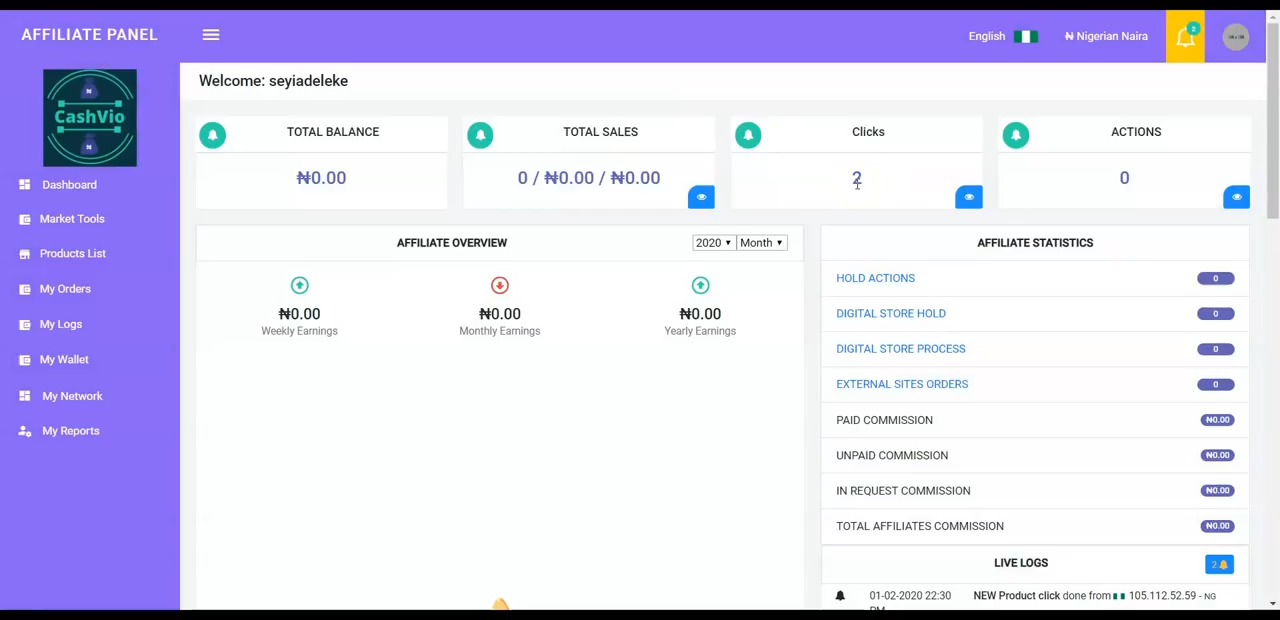 AFFILIATE PANEL
English
₦ Nigerian Naira
2
CashVio
Dashboard
Market Tools
Products List
My Orders
My Logs
My Wallet
My Network
My Reports
Welcome: seyiadeleke
TOTAL BALANCE
₦0.00
TOTAL SALES
0 / ₦0.00 / ₦0.00
Clicks
2
ACTIONS
0
AFFILIATE OVERVIEW
2020 Month
₦0.00 ₦0.00 ₦0.00
Weekly Earnings Monthly Earnings Yearly Earnings
AFFILIATE STATISTICS
HOLD ACTIONS 0
DIGITAL STORE HOLD 0
DIGITAL STORE PROCESS 0
EXTERNAL SITES ORDERS 0
PAID COMMISSION ₦0.00
UNPAID COMMISSION ₦0.00
IN REQUEST COMMISSION ₦0.00
TOTAL AFFILIATES COMMISSION ₦0.00
LIVE LOGS 2
01-02-2020 22:30 NEW Product click done from 105.112.52.59 - NG
PM